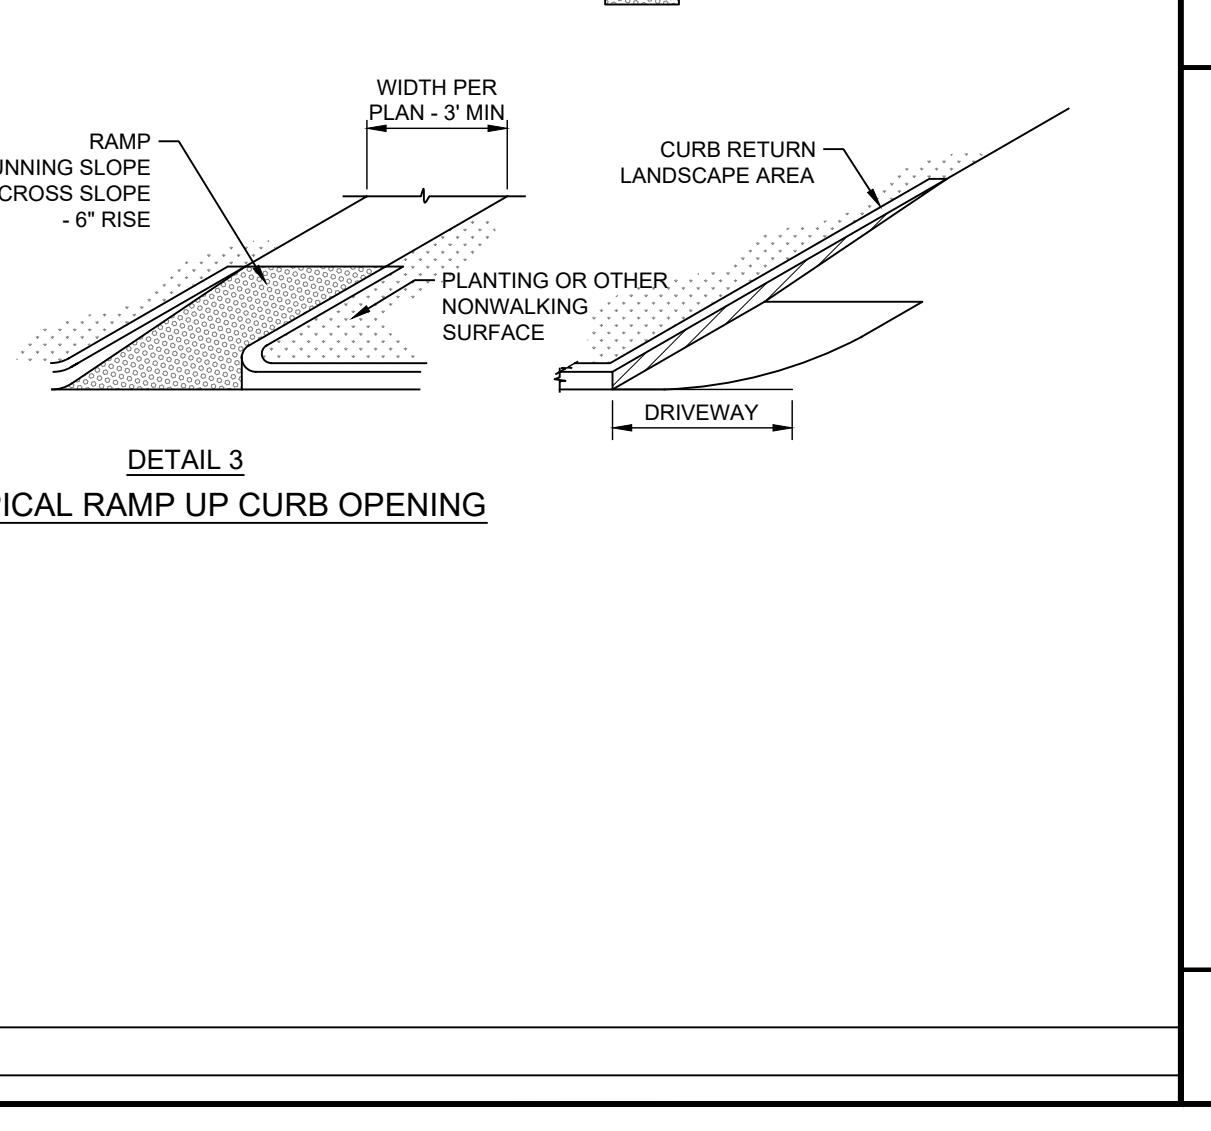 WIDTH PER
PLAN - 3' MIN
RAMP
UNNING SLOPE
CROSS SLOPE
- 6" RISE
CURB RETURN
LANDSCAPE AREA
PLANTING OR OTHER
NONWALKING
SURFACE
DRIVEWAY
DETAIL 3
PICAL RAMP UP CURB OPENING